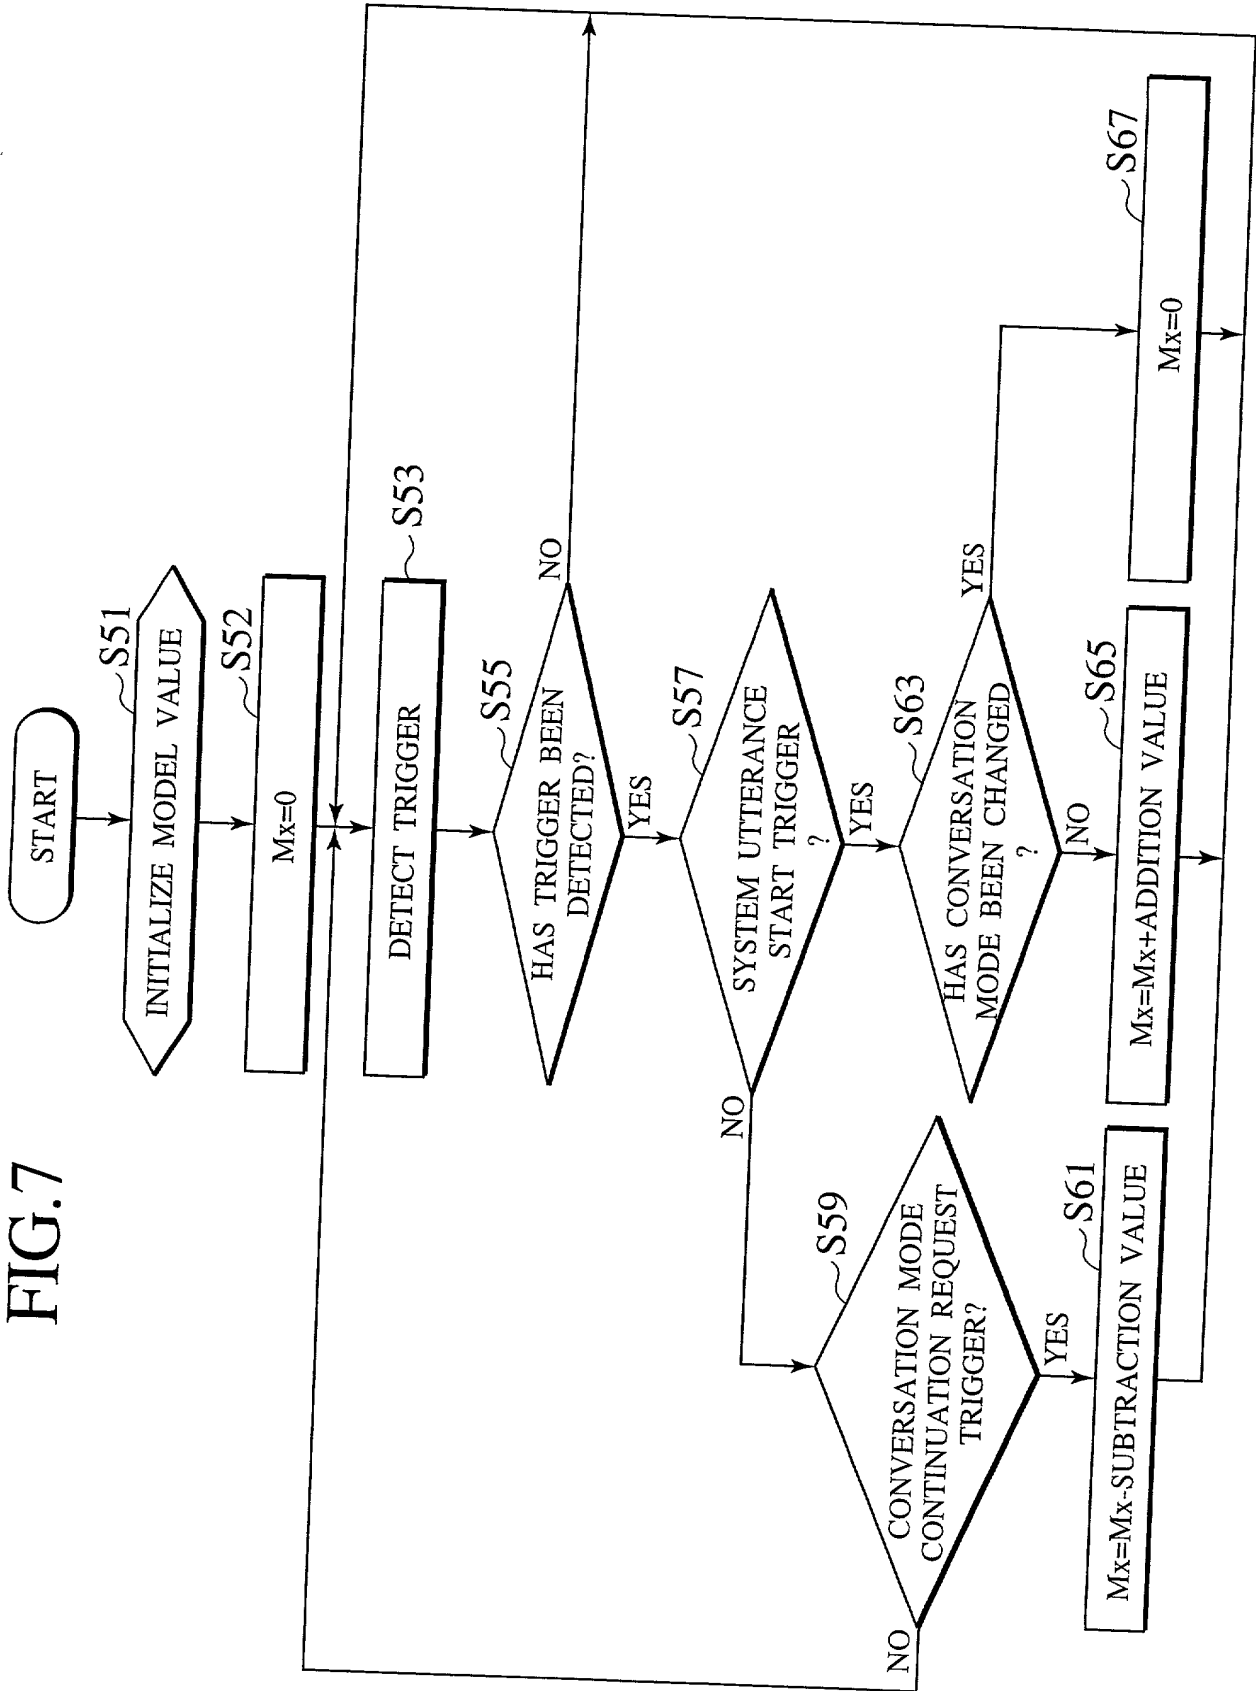 FIG.7
START
S51
INITIALIZE MODEL VALUE
S52
Mx=0
S53
DETECT TRIGGER
S55
HAS TRIGGER BEEN
DETECTED?
NO
YES
S57
SYSTEM UTTERANCE
START TRIGGER
?
NO
YES
S59
CONVERSATION MODE
CONTINUATION REQUEST
TRIGGER?
NO
YES
S61
Mx=Mx-SUBTRACTION VALUE
S63
HAS CONVERSATION
MODE BEEN CHANGED
?
YES
NO
S65
Mx=Mx+ADDITION VALUE
S67
Mx=0